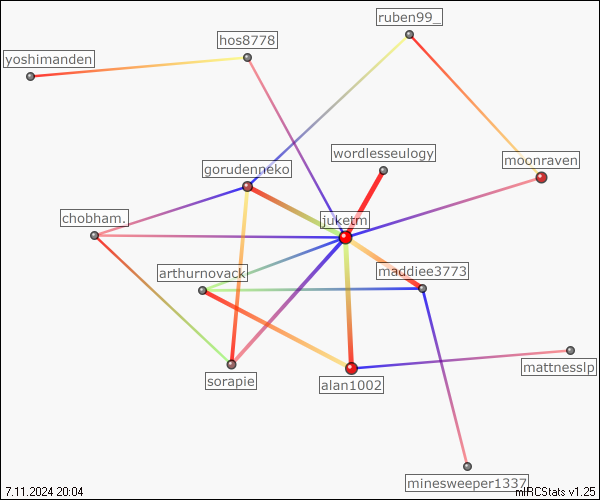 ruben99_
hos8778
yoshimanden
wordlesseulogy
moonraven
gorudenneko
chobham.
juketm
arthurnovack
maddiee3773
mattnesslp
sorapie
alan1002
minesweeper1337
7.11.2024 20:04
mIRCStats v1.25